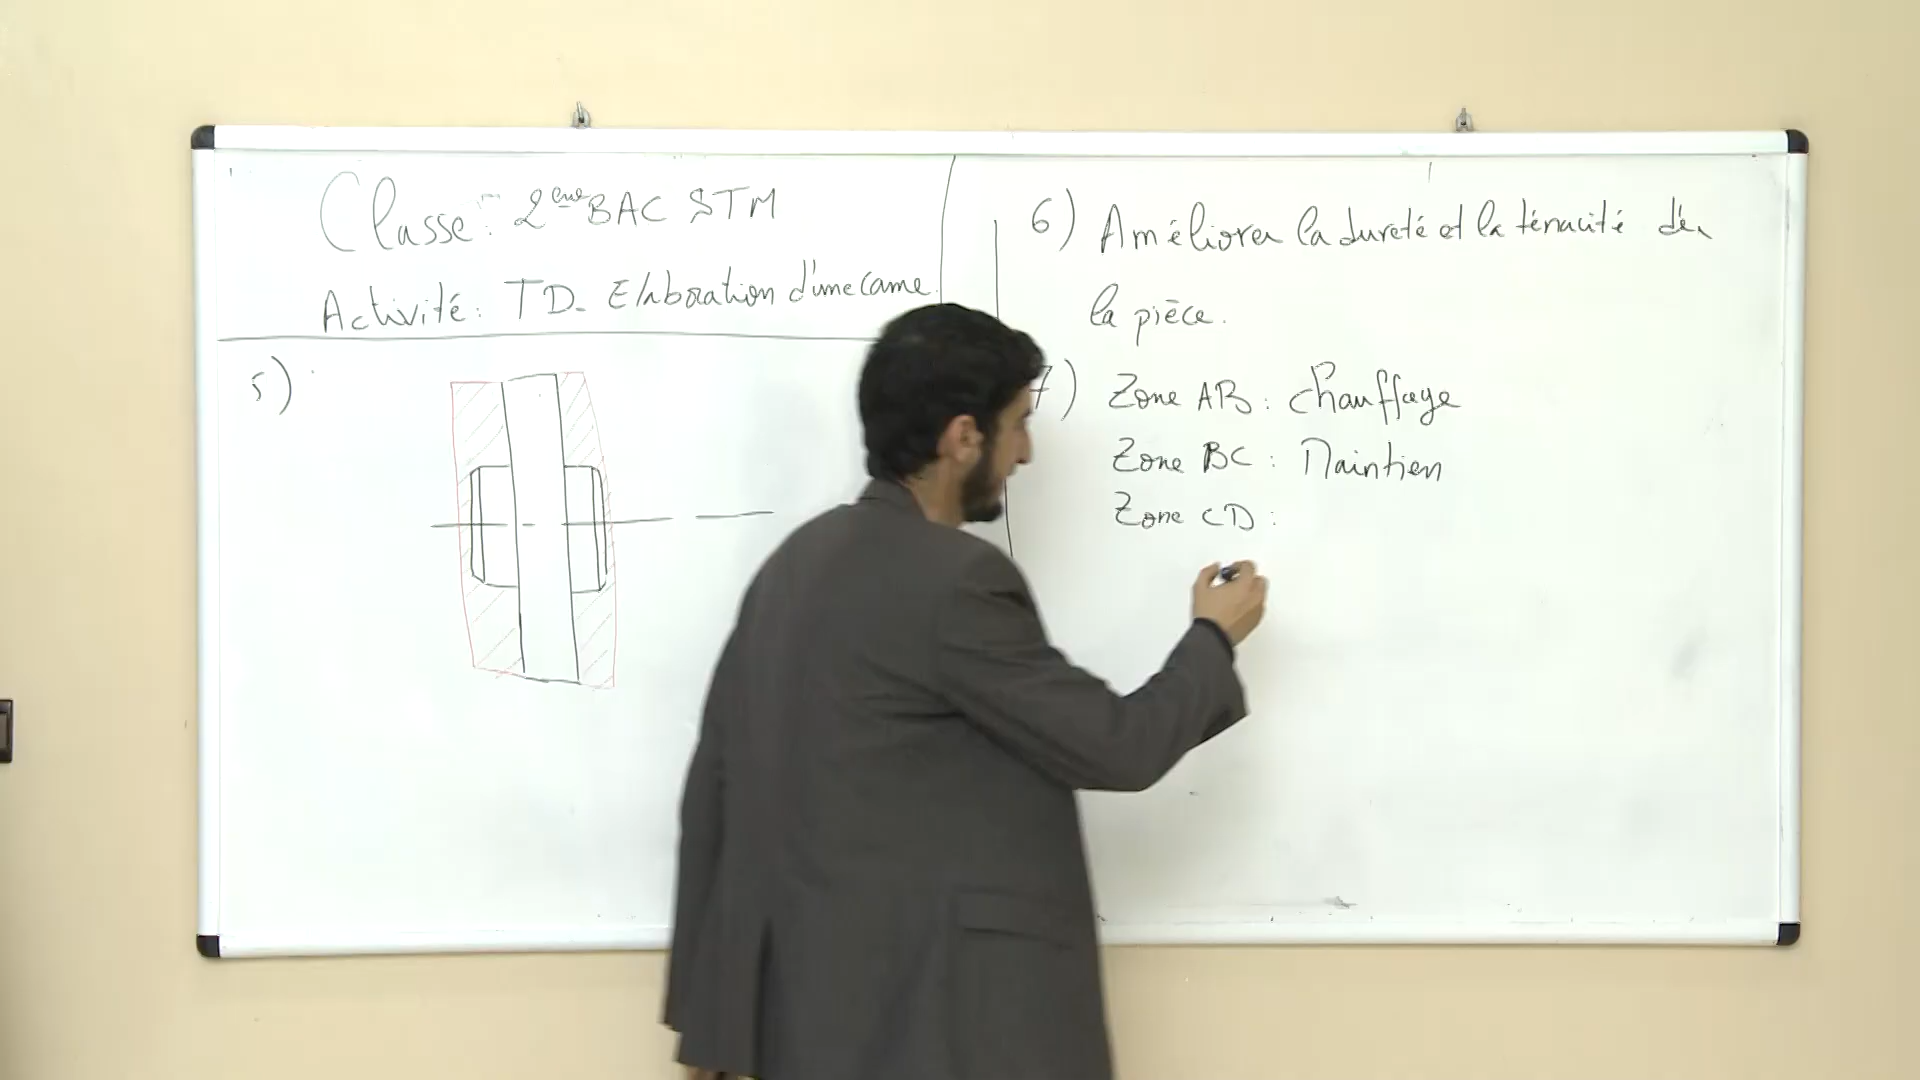 Classe: 2eme BAC STM
Activité: TD. Elaboration d'une came
5)
6) Améliorer la dureté et la ténacité de
la pièce.
7) Zone AB: chauffage
Zone BC: Maintien
Zone CD: